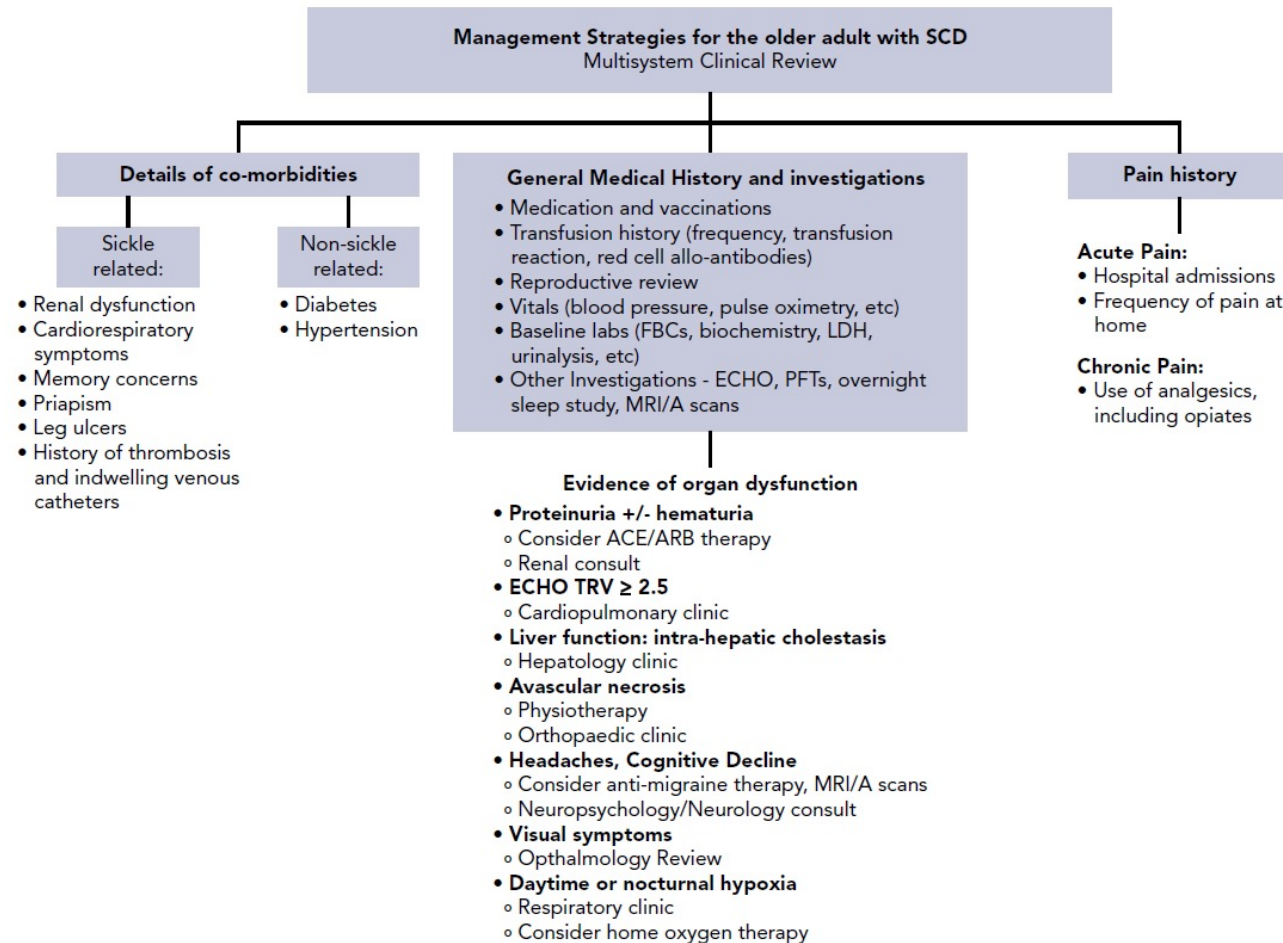 Management Strategies for the older adult with SCD
Multisystem Clinical Review
Details of co-morbidities
Sickle
related:
• Renal dysfunction
• Cardiorespiratory
symptoms
• Memory concerns
• Priapism
• Leg ulcers
• History of thrombosis
and indwelling venous
catheters
Non-sickle
related:
• Diabetes
• Hypertension
General Medical History and investigations
• Medication and vaccinations
• Transfusion history (frequency, transfusion
reaction, red cell allo-antibodies)
• Reproductive review
• Vitals (blood pressure, pulse oximetry, etc)
• Baseline labs (FBCs, biochemistry, LDH,
urinalysis, etc)
• Other Investigations - ECHO, PFTs, overnight
sleep study, MRI/A scans
Evidence of organ dysfunction
• Proteinuria +/- hematuria
o Consider ACE/ARB therapy
o Renal consult
• ECHO TRV ≥ 2.5
o Cardiopulmonary clinic
• Liver function: intra-hepatic cholestasis
o Hepatology clinic
• Avascular necrosis
o Physiotherapy
o Orthopaedic clinic
• Headaches, Cognitive Decline
o Consider anti-migraine therapy, MRI/A scans
o Neuropsychology/Neurology consult
• Visual symptoms
o Opthalmology Review
• Daytime or nocturnal hypoxia
o Respiratory clinic
o Consider home oxygen therapy
Pain history
Acute Pain:
• Hospital admissions
• Frequency of pain at
home
Chronic Pain:
• Use of analgesics,
including opiates